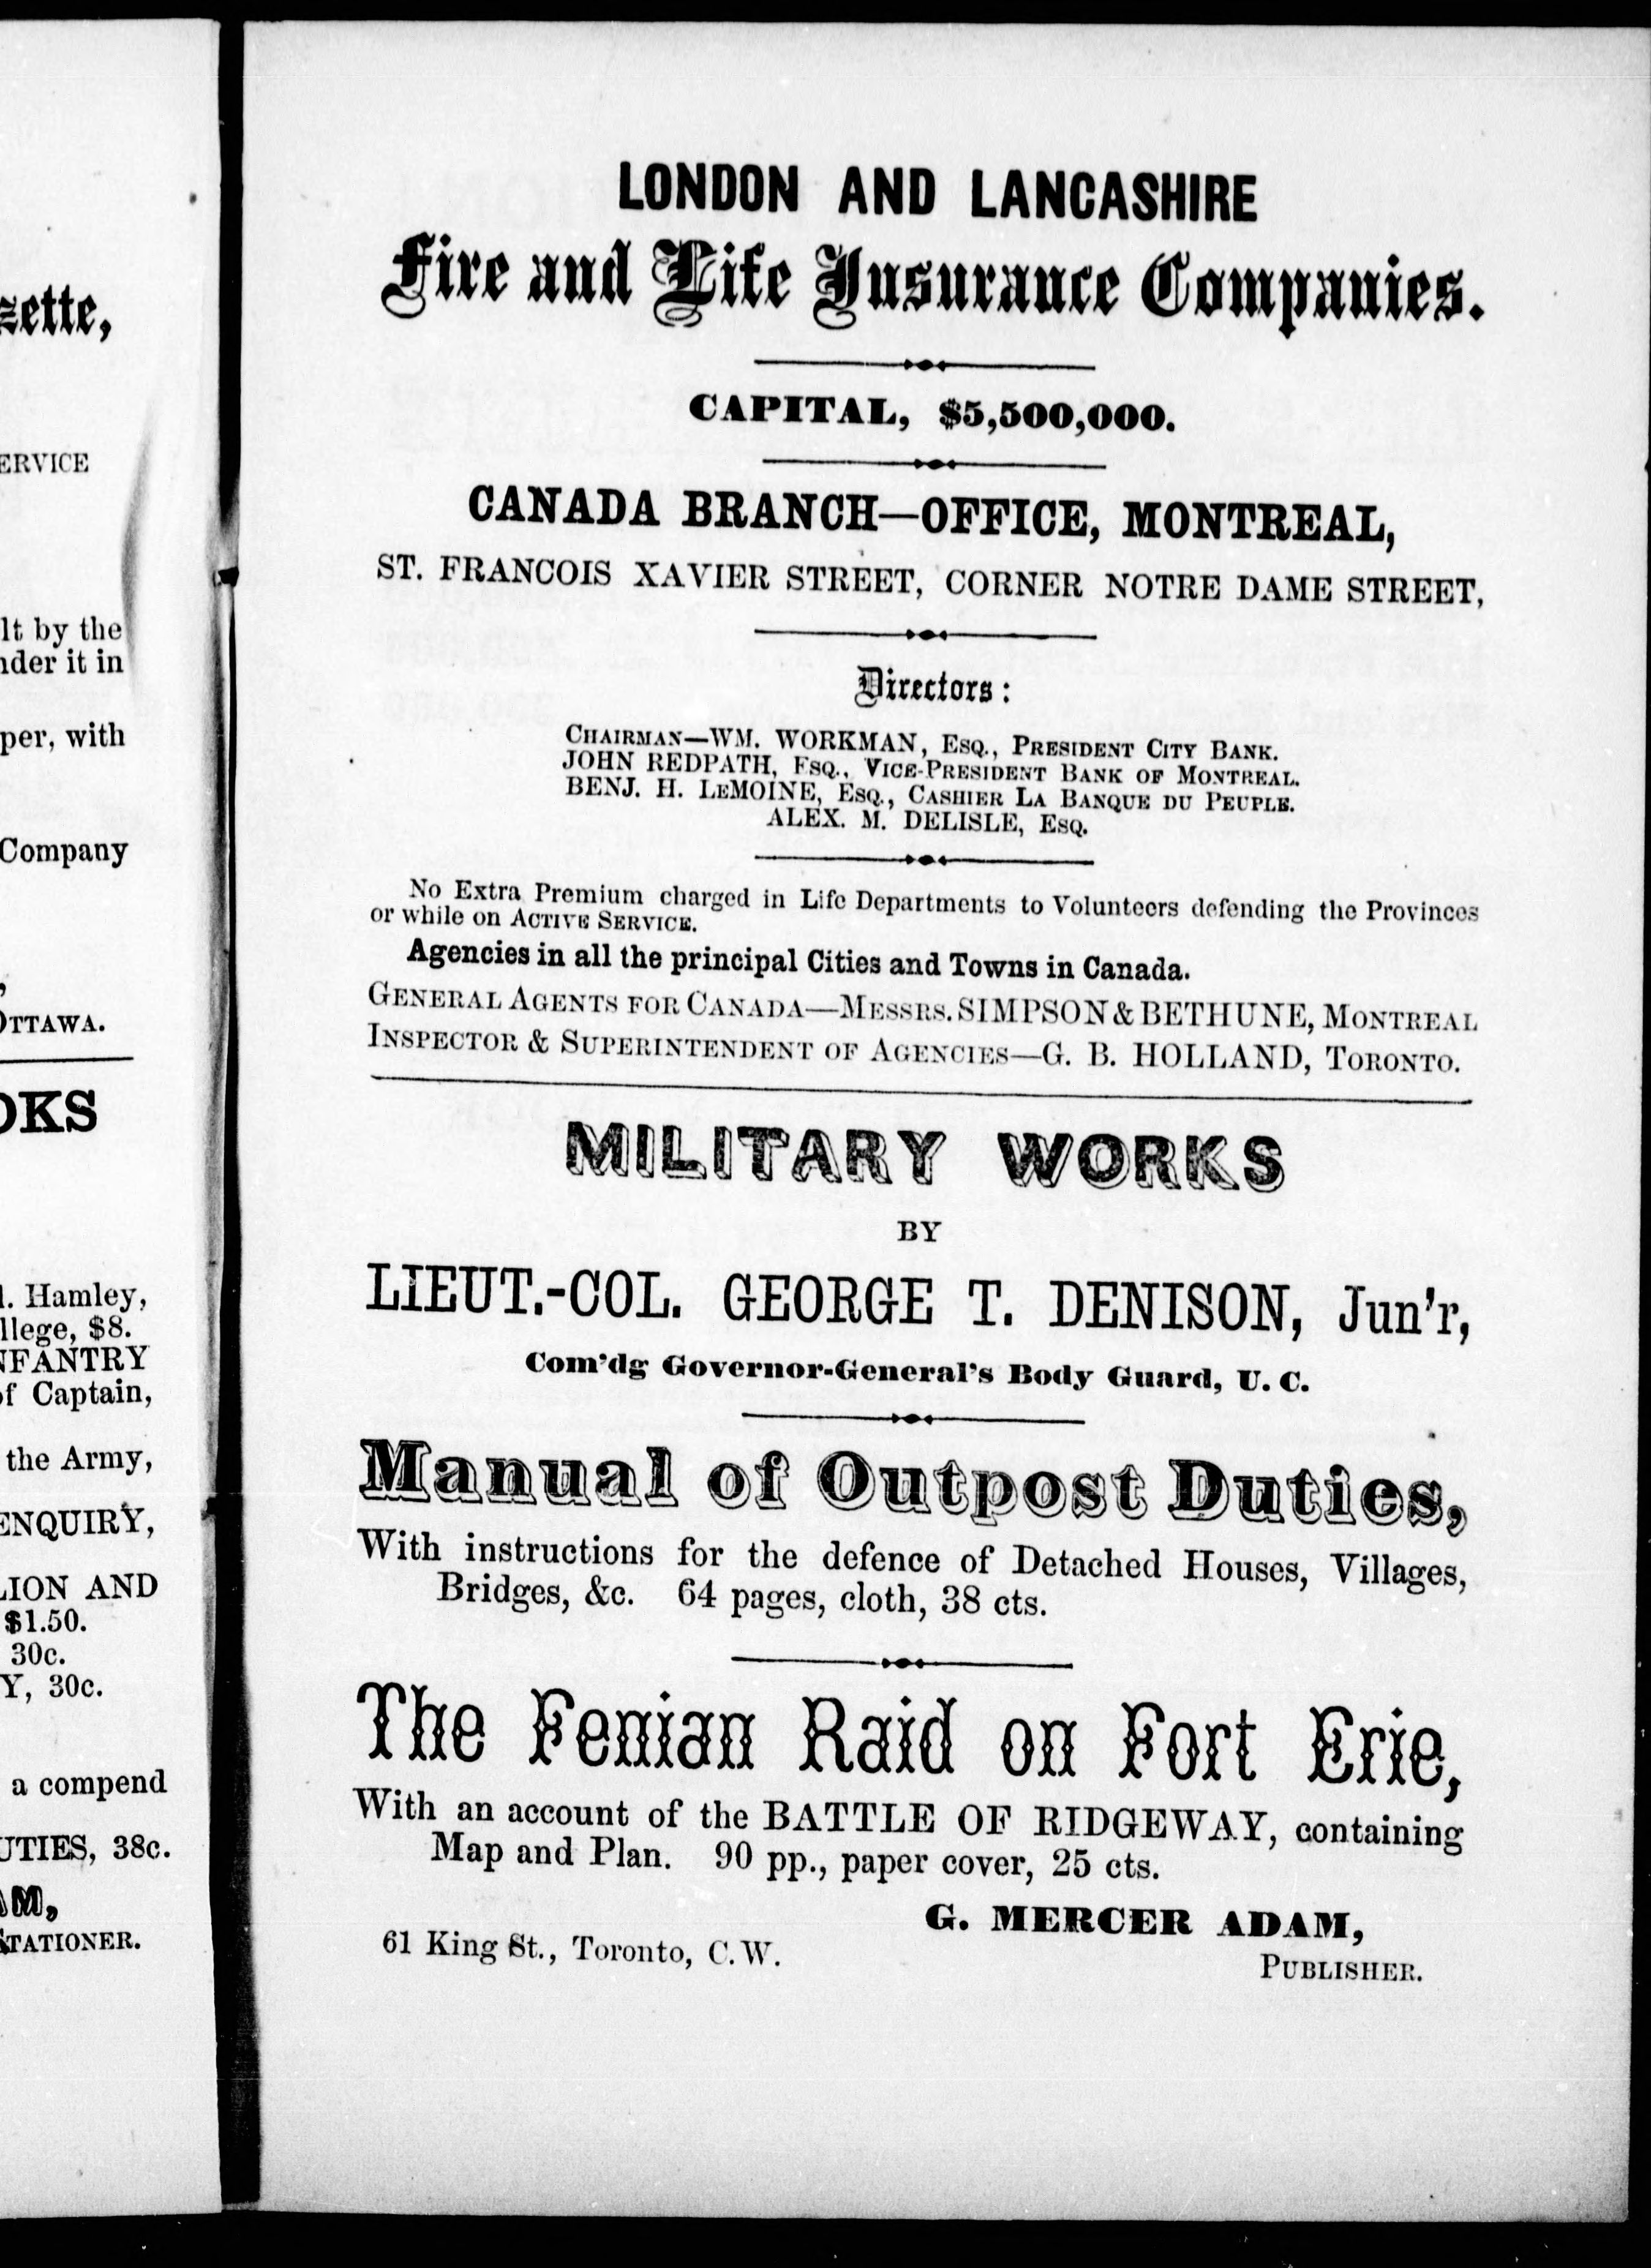 zette,
ERVICE
lt by the
nder it in
per, with
Company
OTTAWA.
OKS
l. Hamley,
llege, $8.
NFANTRY
of Captain,
the Army,
ENQUIRY,
LION AND
$1.50.
30c.
Y, 30c.
a compend
UTIES, 38c.
AM,
STATIONER.
LONDON AND LANCASHIRE
Fire and Life Insurance Companies.
CAPITAL, $5,500,000.
CANADA BRANCH—OFFICE, MONTREAL,
ST. FRANCOIS XAVIER STREET, CORNER NOTRE DAME STREET,
Directors:
CHAIRMAN—WM. WORKMAN, ESQ., PRESIDENT CITY BANK.
JOHN REDPATH, ESQ., VICE-PRESIDENT BANK OF MONTREAL.
BENJ. H. LEMOINE, ESQ., CASHIER LA BANQUE DU PEUPLE.
ALEX. M. DELISLE, ESQ.
No Extra Premium charged in Life Departments to Volunteers defending the Provinces
or while on ACTIVE SERVICE.
Agencies in all the principal Cities and Towns in Canada.
GENERAL AGENTS FOR CANADA—MESSRS. SIMPSON & BETHUNE, MONTREAL
INSPECTOR & SUPERINTENDENT OF AGENCIES—G. B. HOLLAND, TORONTO.
MILITARY WORKS
BY
LIEUT.-COL. GEORGE T. DENISON, Jun'r,
Com'dg Governor-General's Body Guard, U. C.
Manual of Outpost Duties,
With instructions for the defence of Detached Houses, Villages,
Bridges, &c. 64 pages, cloth, 38 cts.
The Fenian Raid on Fort Erie,
With an account of the BATTLE OF RIDGEWAY, containing
Map and Plan. 90 pp., paper cover, 25 cts.
G. MERCER ADAM,
61 King St., Toronto, C.W.
PUBLISHER.